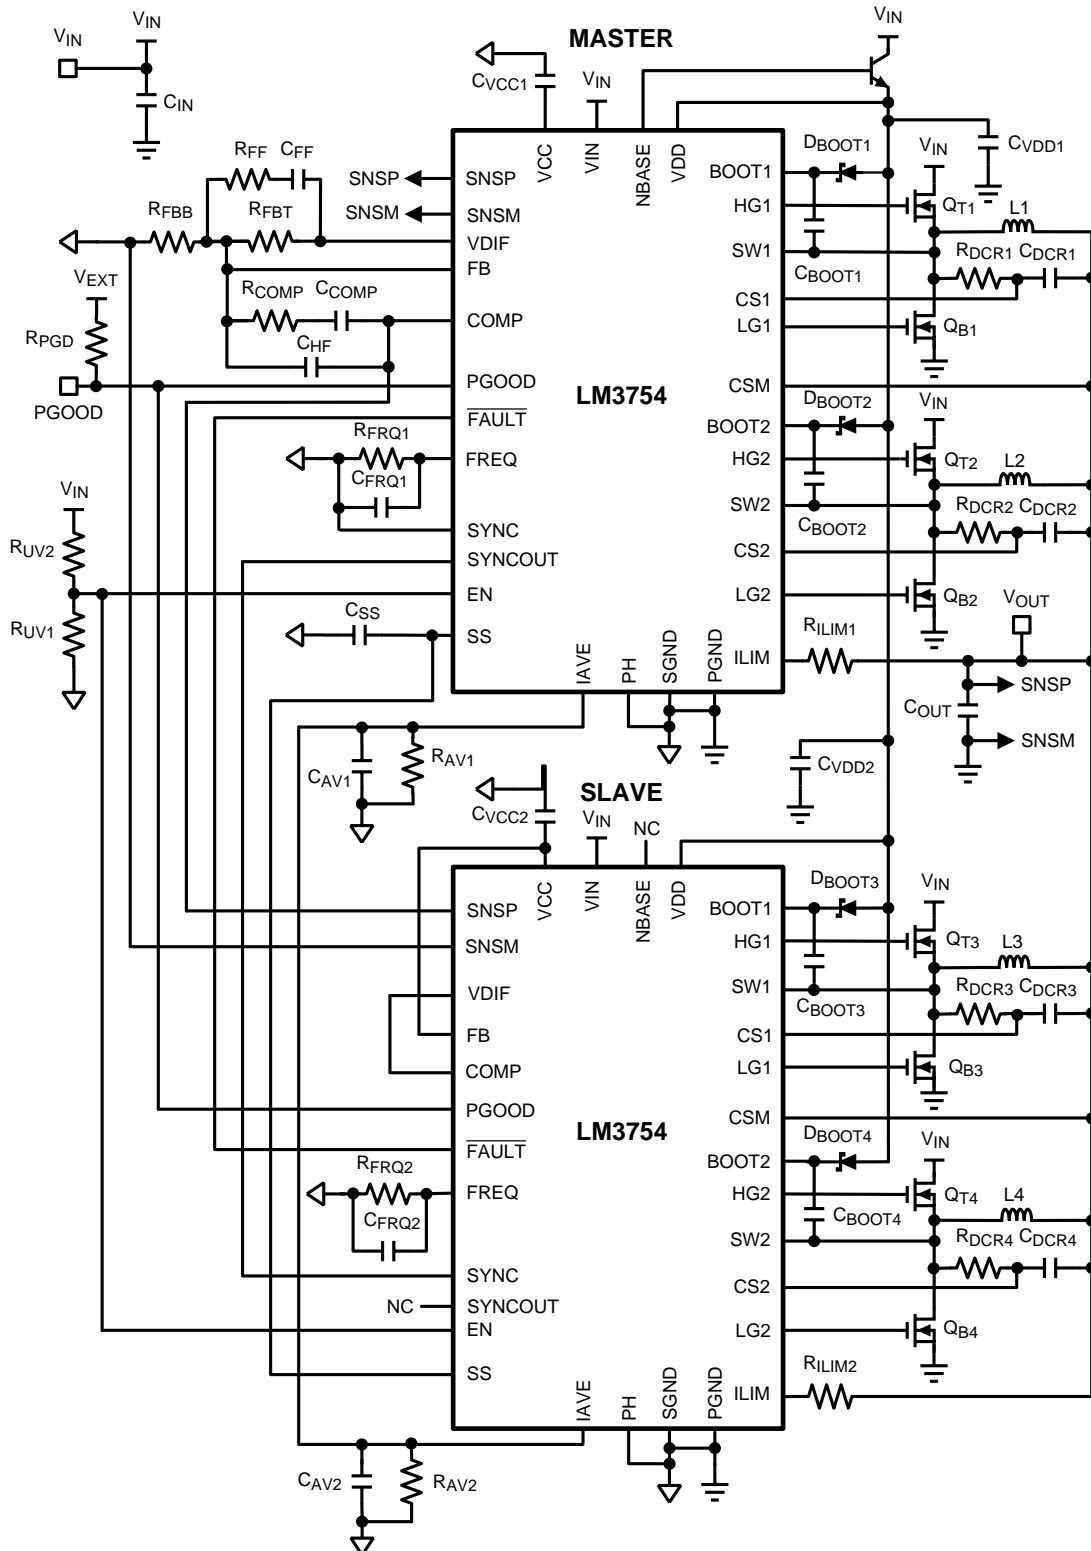 VIN
VIN
CIN
MASTER
CVCC1
VIN
VIN
VCC
VIN
NBASE
VDD
CVDD1
RFF
CFF
SNSP
SNSP
SNSM
SNSM
RFBB
RFBT
VDIF
FB
VEXT
RCOMP
CCOMP
COMP
CHF
RPGD
PGOOD
PGOOD
FAULT
RFRQ1
FREQ
CFRQ1
SYNC
VIN
RUV2
SYNCOUT
EN
RUV1
CSS
SS
LM3754
IAVE
PH
SGND
PGND
BOOT1
DBOOT1
VIN
HG1
QT1
L1
SW1
CBOOT1
RDCR1
CDCR1
CS1
LG1
QB1
CSM
DBOOT2
VIN
BOOT2
HG2
QT2
L2
SW2
CBOOT2
RDCR2
CDCR2
CS2
LG2
QB2
VOUT
RILIM1
ILIM
SNSP
COUT
SNSM
CAV1
RAV1
CVDD2
SLAVE
CVCC2
VIN
NC
VCC
VIN
NBASE
VDD
SNSP
SNSM
VDIF
FB
COMP
PGOOD
LM3754
FAULT
RFRQ2
FREQ
CFRQ2
SYNC
NC
SYNCOUT
EN
SS
IAVE
PH
SGND
PGND
DBOOT3
VIN
BOOT1
HG1
QT3
L3
SW1
CBOOT3
RDCR3
CDCR3
CS1
LG1
QB3
CSM
DBOOT4
VIN
BOOT2
HG2
QT4
L4
CBOOT4
SW2
RDCR4
CDCR4
CS2
LG2
QB4
RILIM2
ILIM
CAV2
RAV2